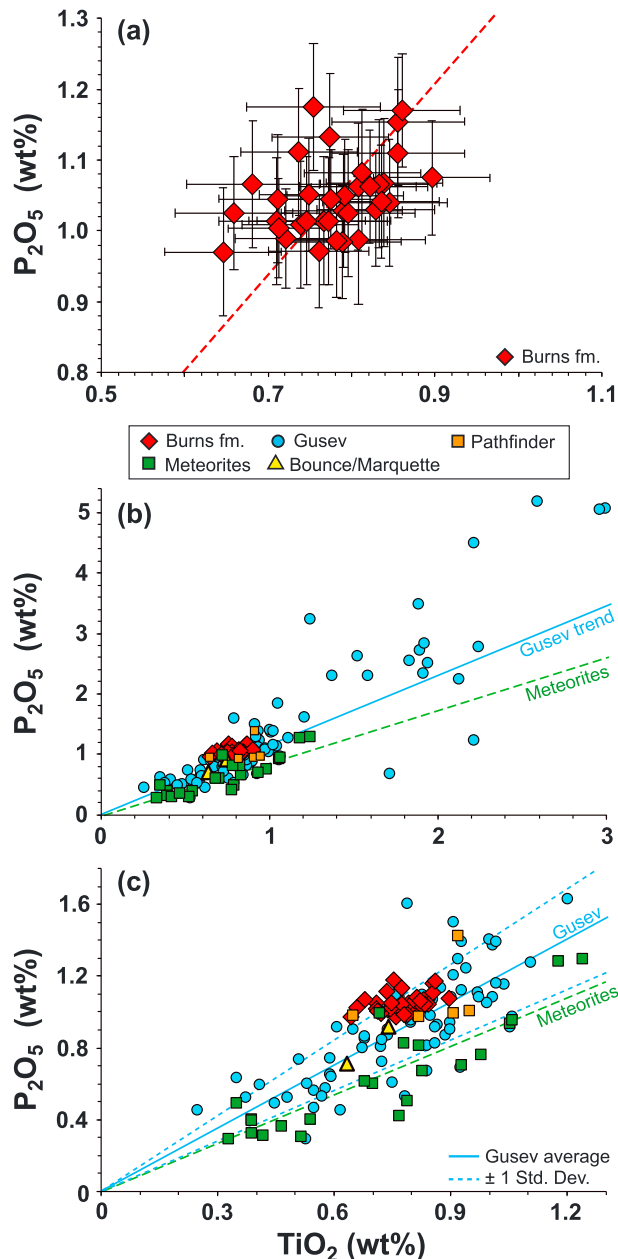 (a)
1.3
1.2
1.1
1.0
0.9
0.8
P₂O₅ (wt%)
Burns fm.
0.5 0.7 0.9 1.1
Burns fm. Gusev Pathfinder
Meteorites Bounce/Marquette
(b)
5
4
3
2
1
0
P₂O₅ (wt%)
Gusev trend
Meteorites
0 1 2 3
(c)
1.6
1.2
0.8
0.4
0.0
P₂O₅ (wt%)
Gusev
Meteorites
Gusev average
± 1 Std. Dev.
0 0.3 0.6 0.9 1.2
TiO₂ (wt%)